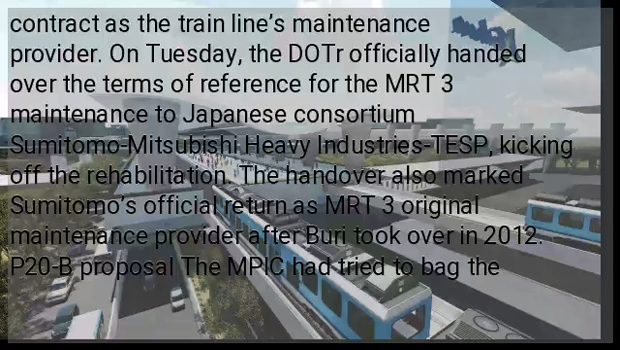 contract as the train line’s maintenance
provider. On Tuesday, the DOTr officially handed
over the terms of reference for the MRT 3
maintenance to Japanese consortium
Sumitomo-Mitsubishi Heavy Industries-TESP, kicking
off the rehabilitation. The handover also marked
Sumitomo’s official return as MRT 3 original
maintenance provider after Buri took over in 2012.
P20-B proposal The MPIC had tried to bag the